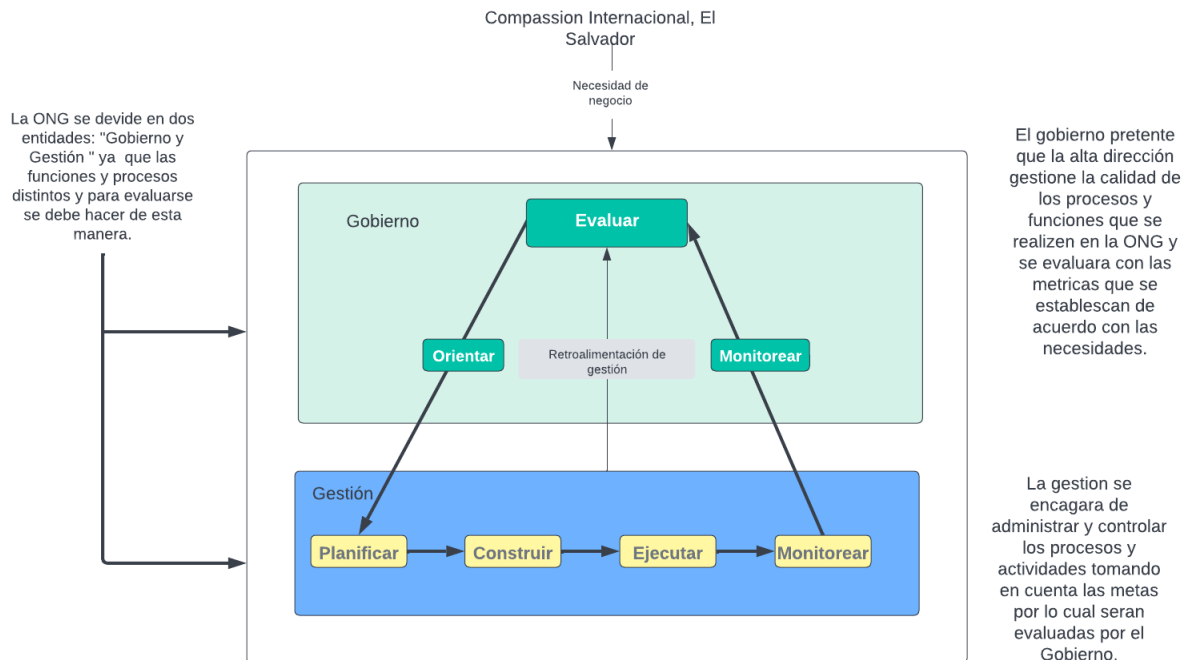 Compassion Internacional, El
Salvador
Necesidad de
negocio
La ONG se devide en dos
entidades: "Gobierno y
Gestión " ya  que las
funciones y procesos
distintos y para evaluarse
se debe hacer de esta
manera.
Gobierno
Evaluar
Orientar
Retroalimentación de
gestión
Monitorear
El gobierno pretente
que la alta dirección
gestione la calidad de
los procesos y
funciones que se
realizen en la ONG y
se evaluara con las
metricas que se
establescan de
acuerdo con las
necesidades.
Gestión
Planificar
Construir
Ejecutar
Monitorear
La gestion se
encagara de
administrar y controlar
los procesos y
actividades tomando
en cuenta las metas
por lo cual seran
evaluadas por el
Gobierno.